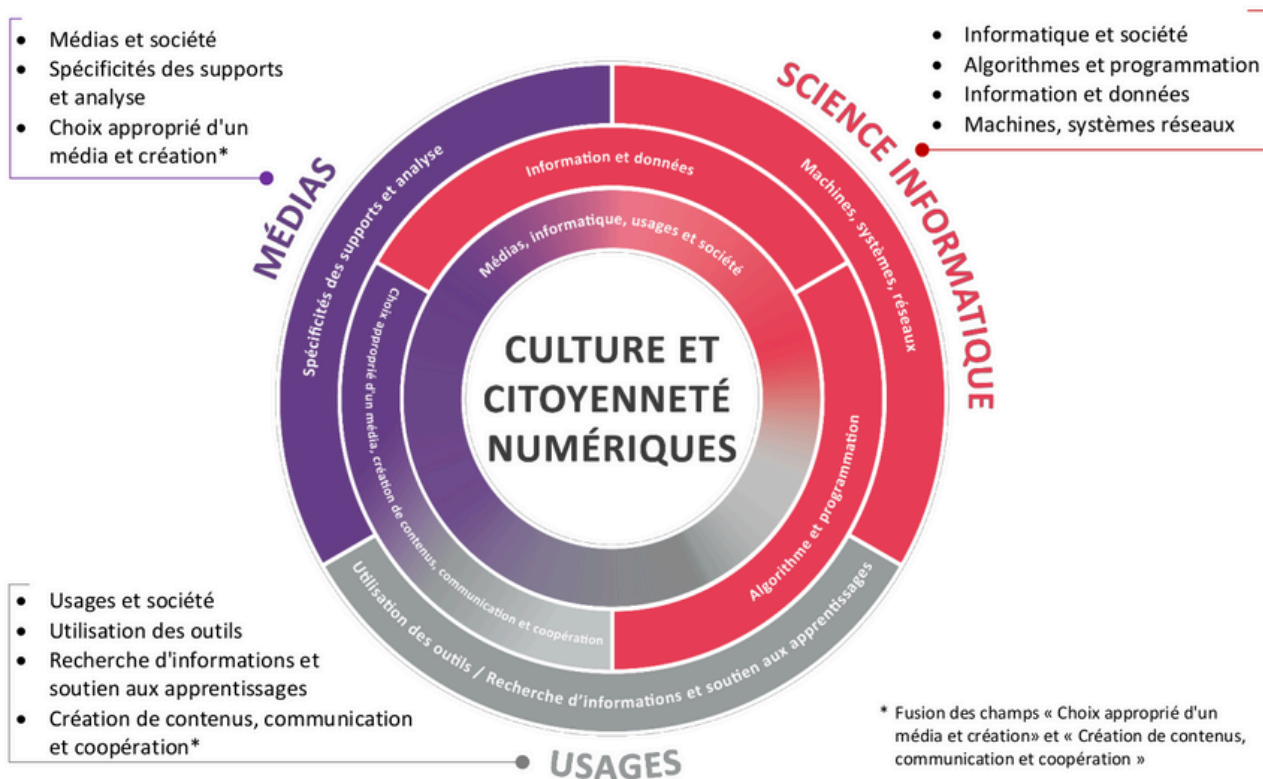 • Médias et société
• Spécificités des supports
et analyse
• Choix approprié d'un
média et création*
MÉDIAS
• Informatique et société
• Algorithmes et programmation
• Information et données
• Machines, systèmes réseaux
SCIENCE INFORMATIQUE
Spécificités des supports et analyse
Machines, systèmes, réseaux
Information et données
Médias, informatique, usages et société
Choix approprié d'un média, création de contenus, communication et coopération
Algorithme et programmation
Utilisation des outils / Recherche d'informations et soutien aux apprentissages
CULTURE ET
CITOYENNETÉ
NUMÉRIQUES
• Usages et société
• Utilisation des outils
• Recherche d'informations et
soutien aux apprentissages
• Création de contenus, communication
et coopération*
USAGES
* Fusion des champs « Choix approprié d'un
média et création» et « Création de contenus,
communication et coopération »